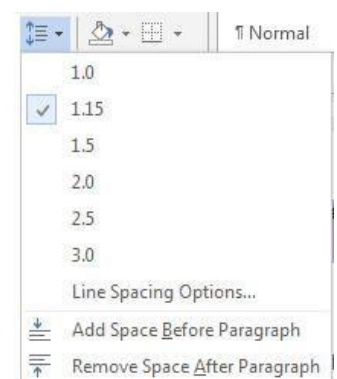 ¶ Normal
1.0
1.15
1.5
2.0
2.5
3.0
Line Spacing Options...
Add Space Before Paragraph
Remove Space After Paragraph